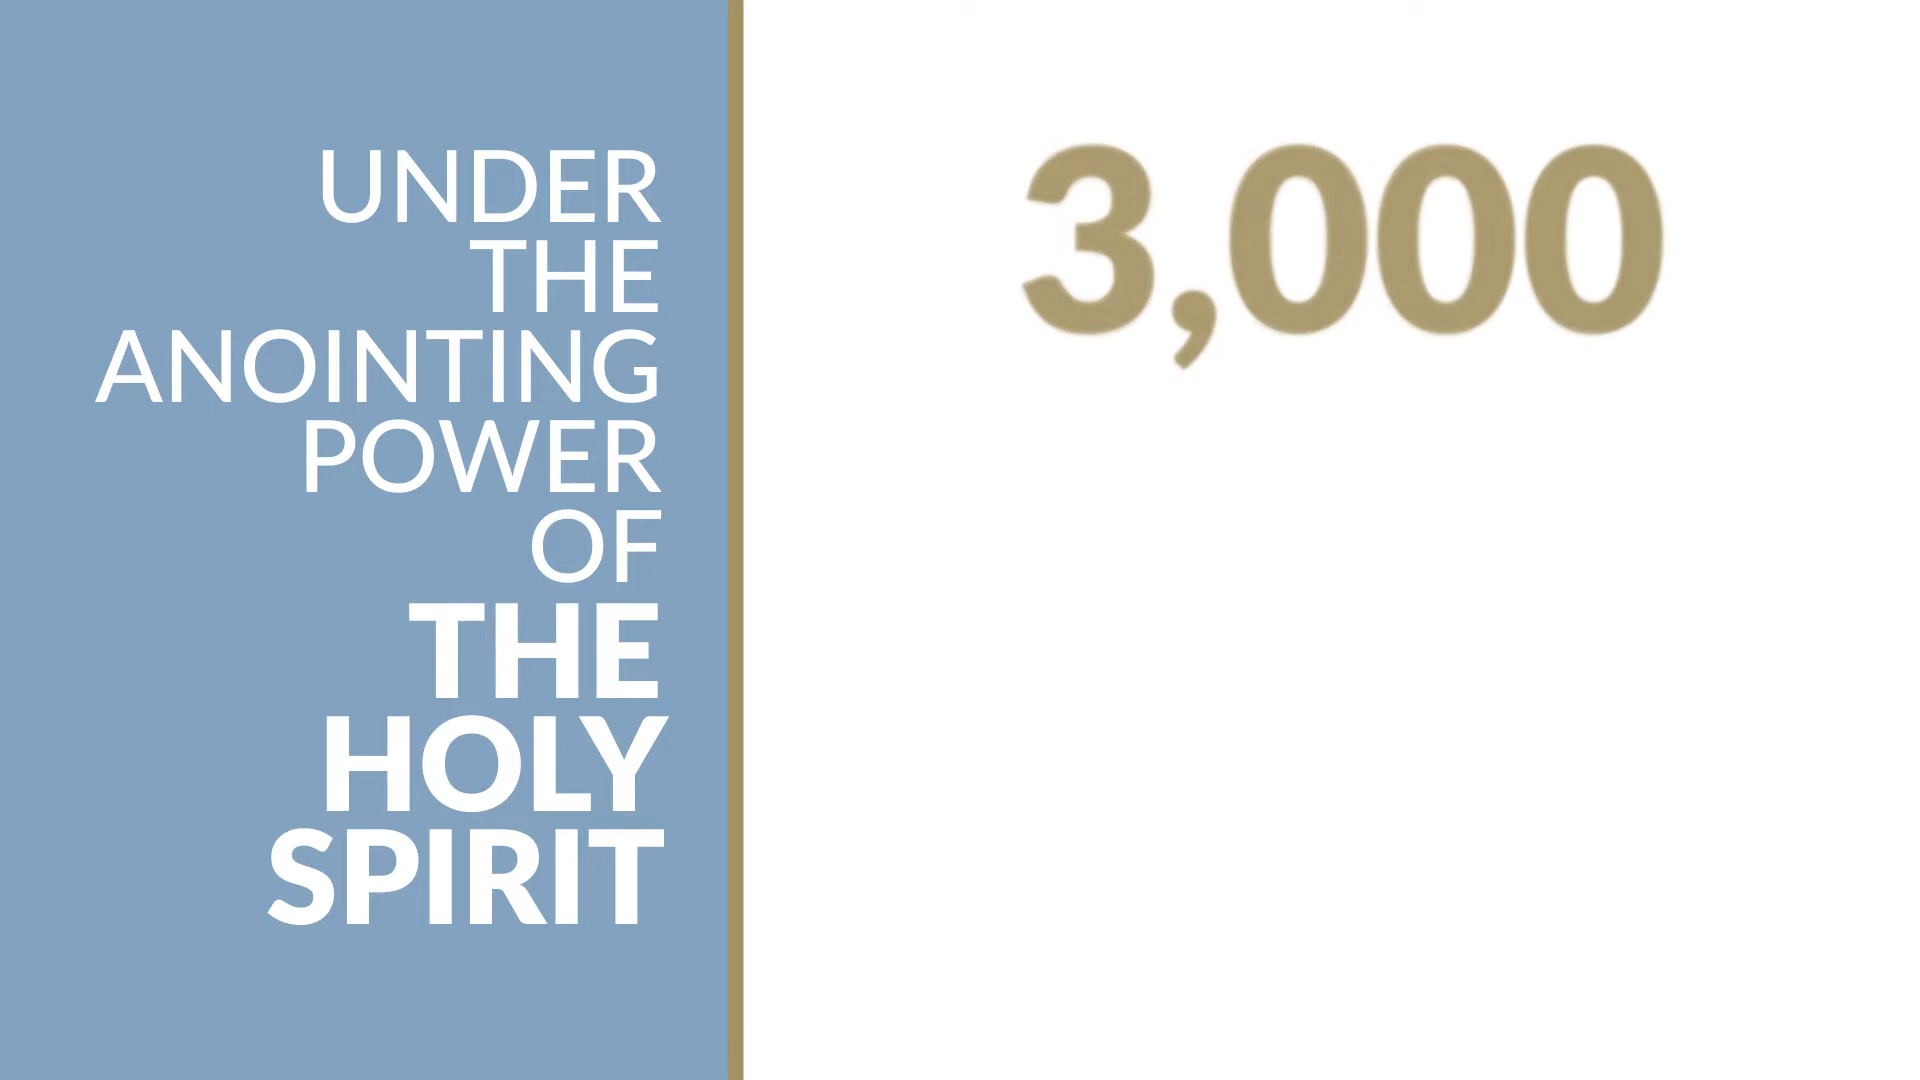 UNDER
THE
ANOINTING
POWER
OF
THE
HOLY
SPIRIT
3,000